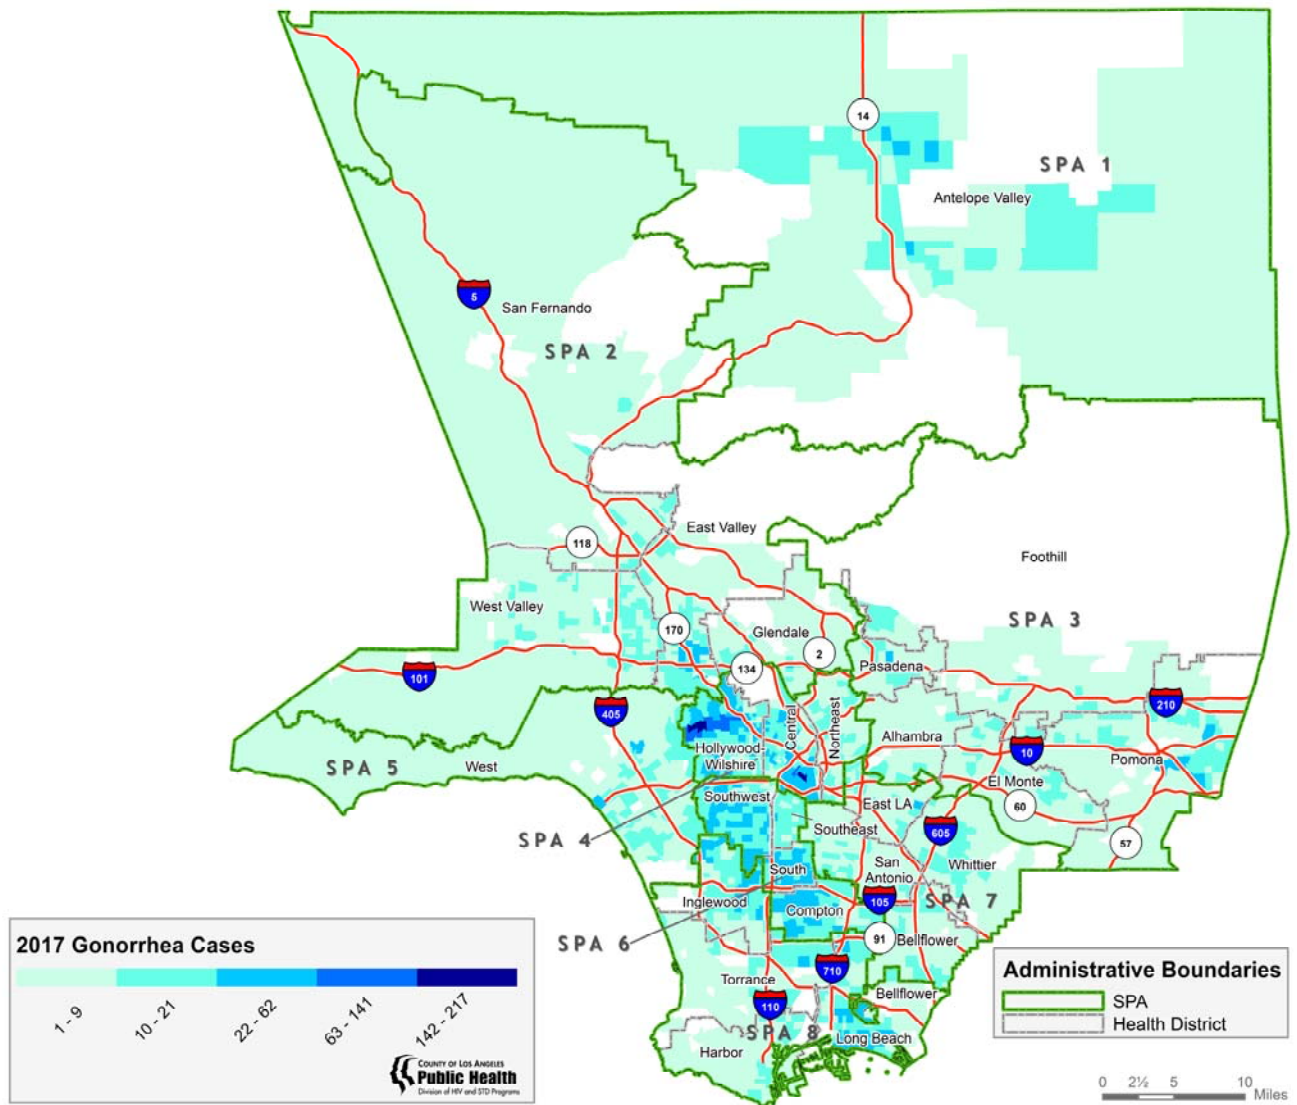 14
SPA 1
Antelope Valley
5
San Fernando
SPA 2
East Valley
118
Foothill
West Valley
SPA 3
170
Glendale
2
134
Pasadena
101
405
210
Central
Northeast
Alhambra
Hollywood-
Wilshire
10
Pomona
SPA 5
West
El Monte
60
Southwest
East LA
Southeast
605
57
SPA 4
South
San
Antonio
Whittier
105
SPA 7
Inglewood
Compton
SPA 6
91
Bellflower
710
Torrance
Bellflower
110
SPA 8
Long Beach
Harbor
2017 Gonorrhea Cases
1 - 9
10 - 21
22 - 62
63 - 141
142 - 217
COUNTY OF LOS ANGELES
Public Health
Division of HIV and STD Programs
Administrative Boundaries
SPA
Health District
0 2½ 5 10
Miles